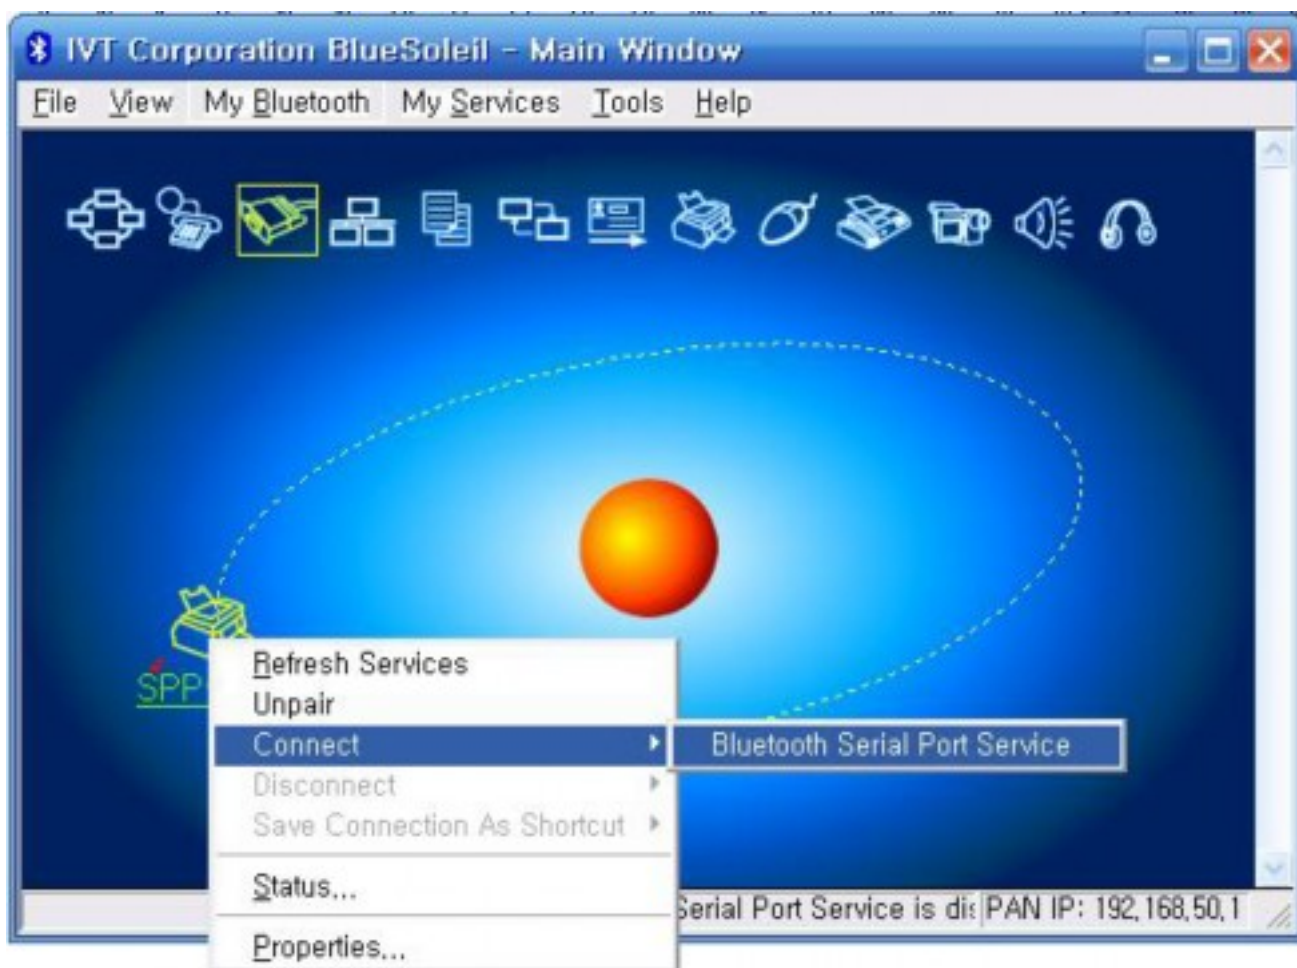 IVT Corporation BlueSoleil - Main Window
File View My Bluetooth My Services Tools Help
SPP
Refresh Services
Unpair
Connect
Bluetooth Serial Port Service
Disconnect
Save Connection As Shortcut
Status...
Serial Port Service is dis PAN IP: 192,168,50,1
Properties...